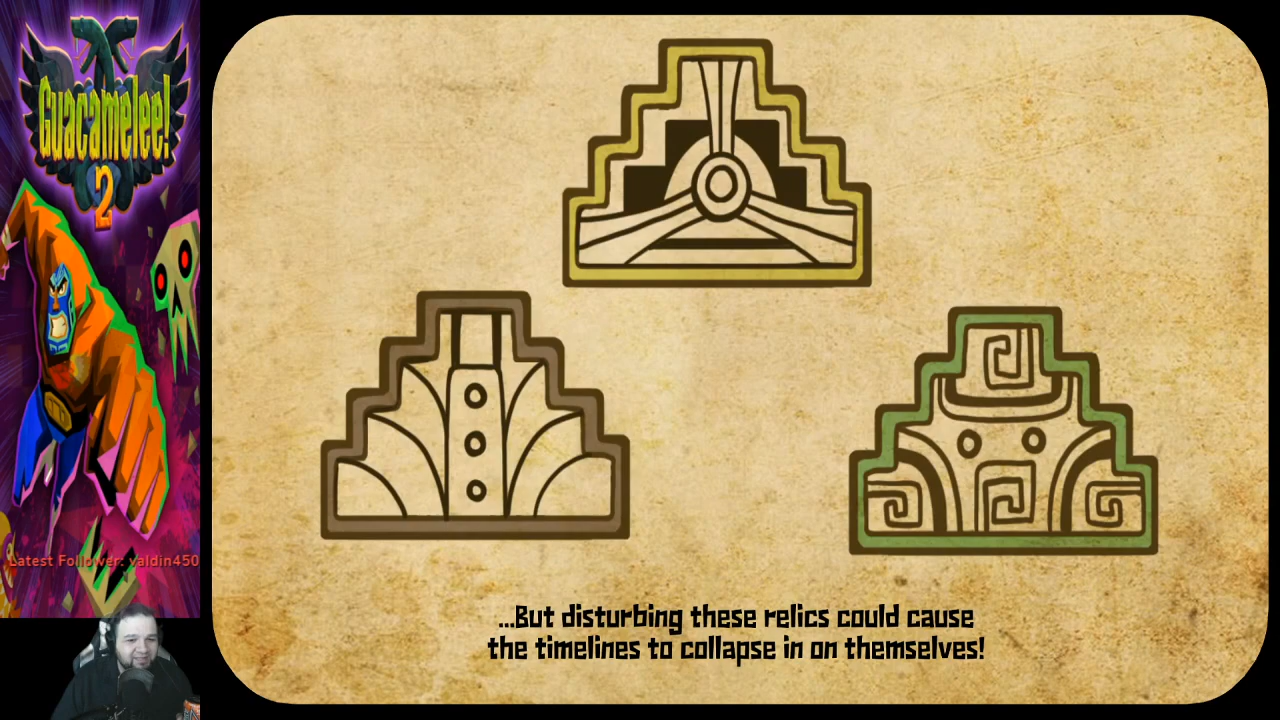 Guacamelee!
2
Latest Follower: valdin450
...But disturbing these relics could cause
the timelines to collapse in on themselves!